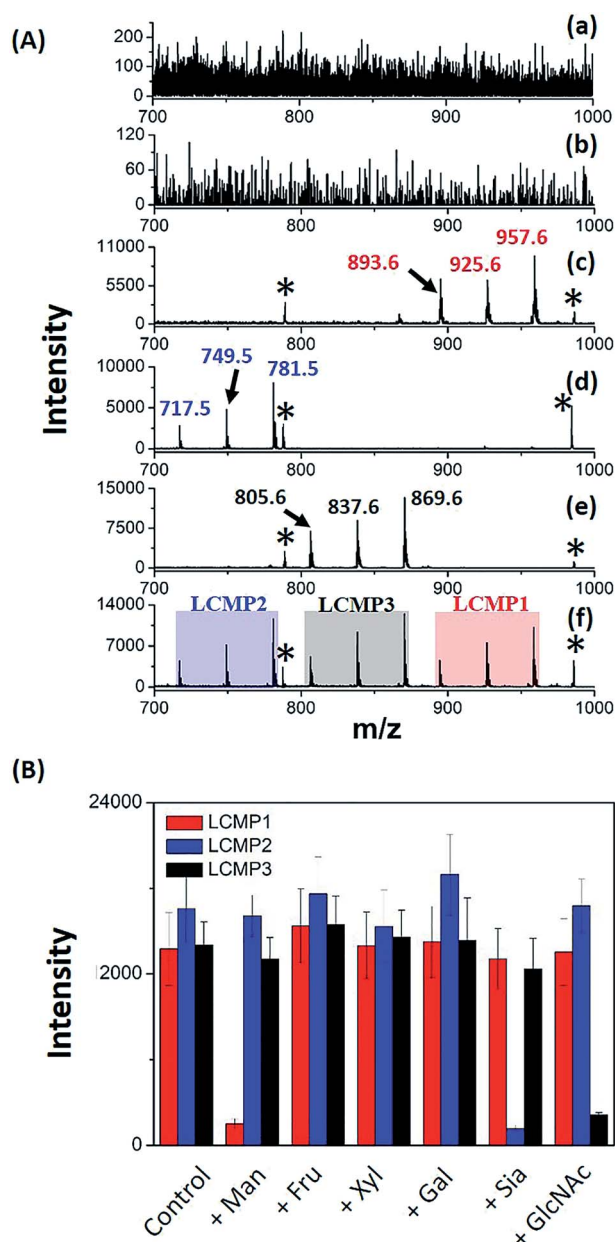 (A)
(a)
200
100
0
700 800 900 1000
(b)
120
60
0
700 800 900 1000
(c)
11000
5500
0
893.6 925.6 957.6
* *
700 800 900 1000
(d)
10000
5000
0
717.5 749.5 781.5
* *
700 800 900 1000
(e)
15000
7500
0
805.6 837.6 869.6
* *
700 800 900 1000
(f)
14000
7000
0
LCMP2 LCMP3 LCMP1
* *
700 800 900 1000
m/z
Intensity
(B)
24000
2000
0
LCMP1
LCMP2
LCMP3
Intensity
Control + Man + Fru + Xyl + Gal + Sia + GlcNAc